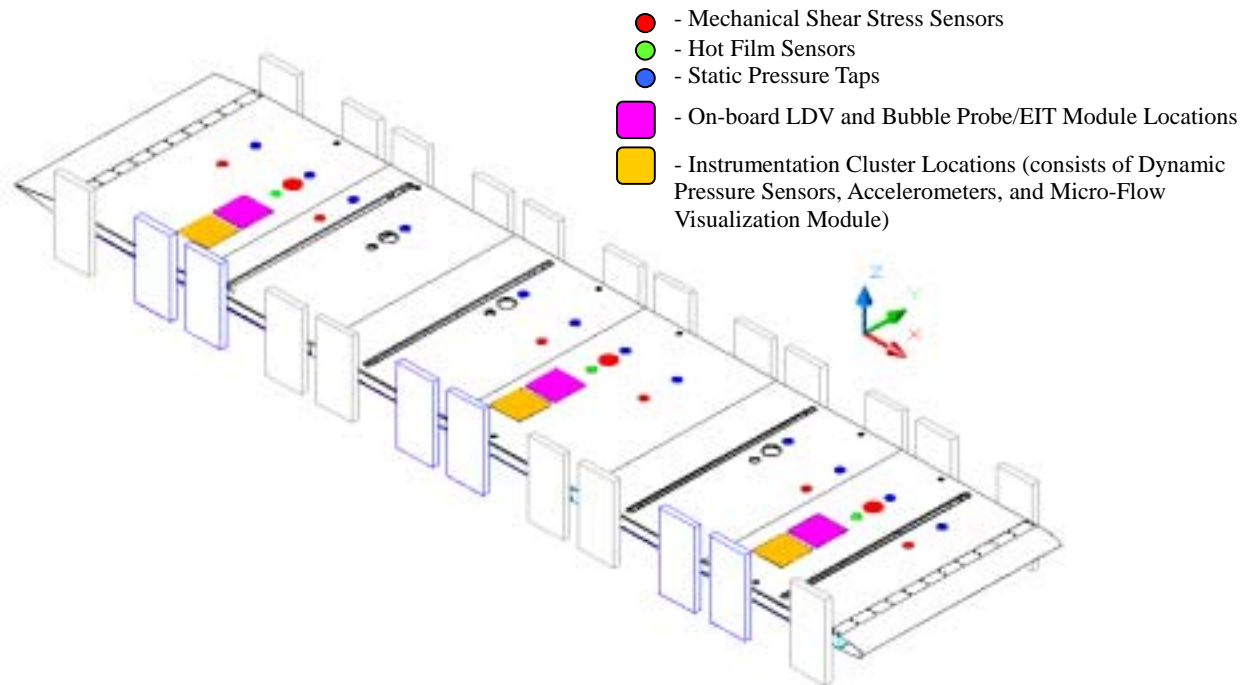 - Mechanical Shear Stress Sensors
- Hot Film Sensors
- Static Pressure Taps
- On-board LDV and Bubble Probe/EIT Module Locations
- Instrumentation Cluster Locations (consists of Dynamic
Pressure Sensors, Accelerometers, and Micro-Flow
Visualization Module)
Z
Y
X